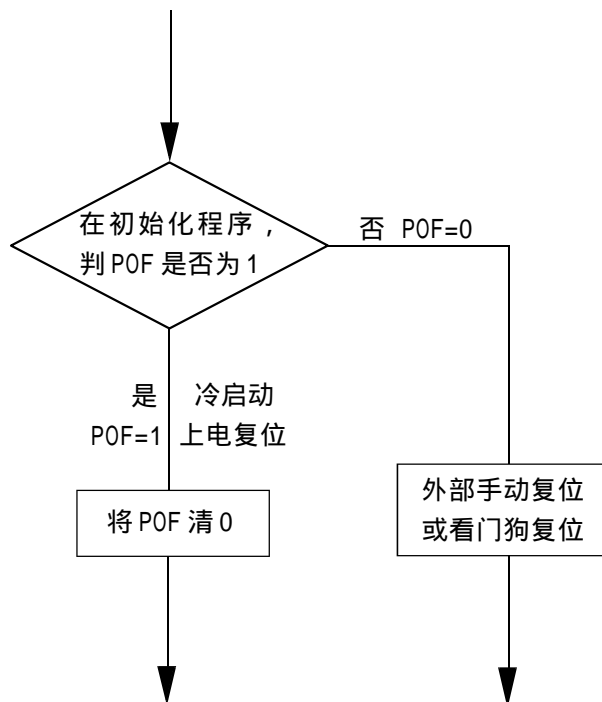 在初始化程序，
判POF是否为1
否 POF=0
是 冷启动
POF=1 上电复位
将POF清0
外部手动复位
或看门狗复位